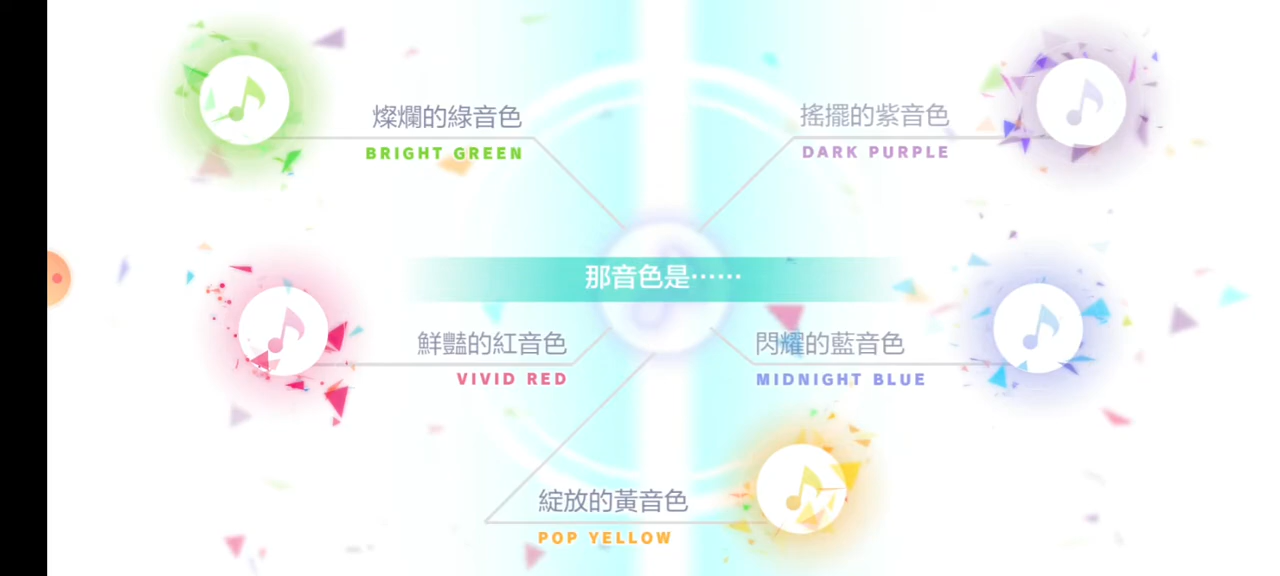 燦爛的綠音色
BRIGHT GREEN
搖擺的紫音色
DARK PURPLE
那音色是……
鮮豔的紅音色
VIVID RED
閃耀的藍音色
MIDNIGHT BLUE
綻放的黃音色
POP YELLOW